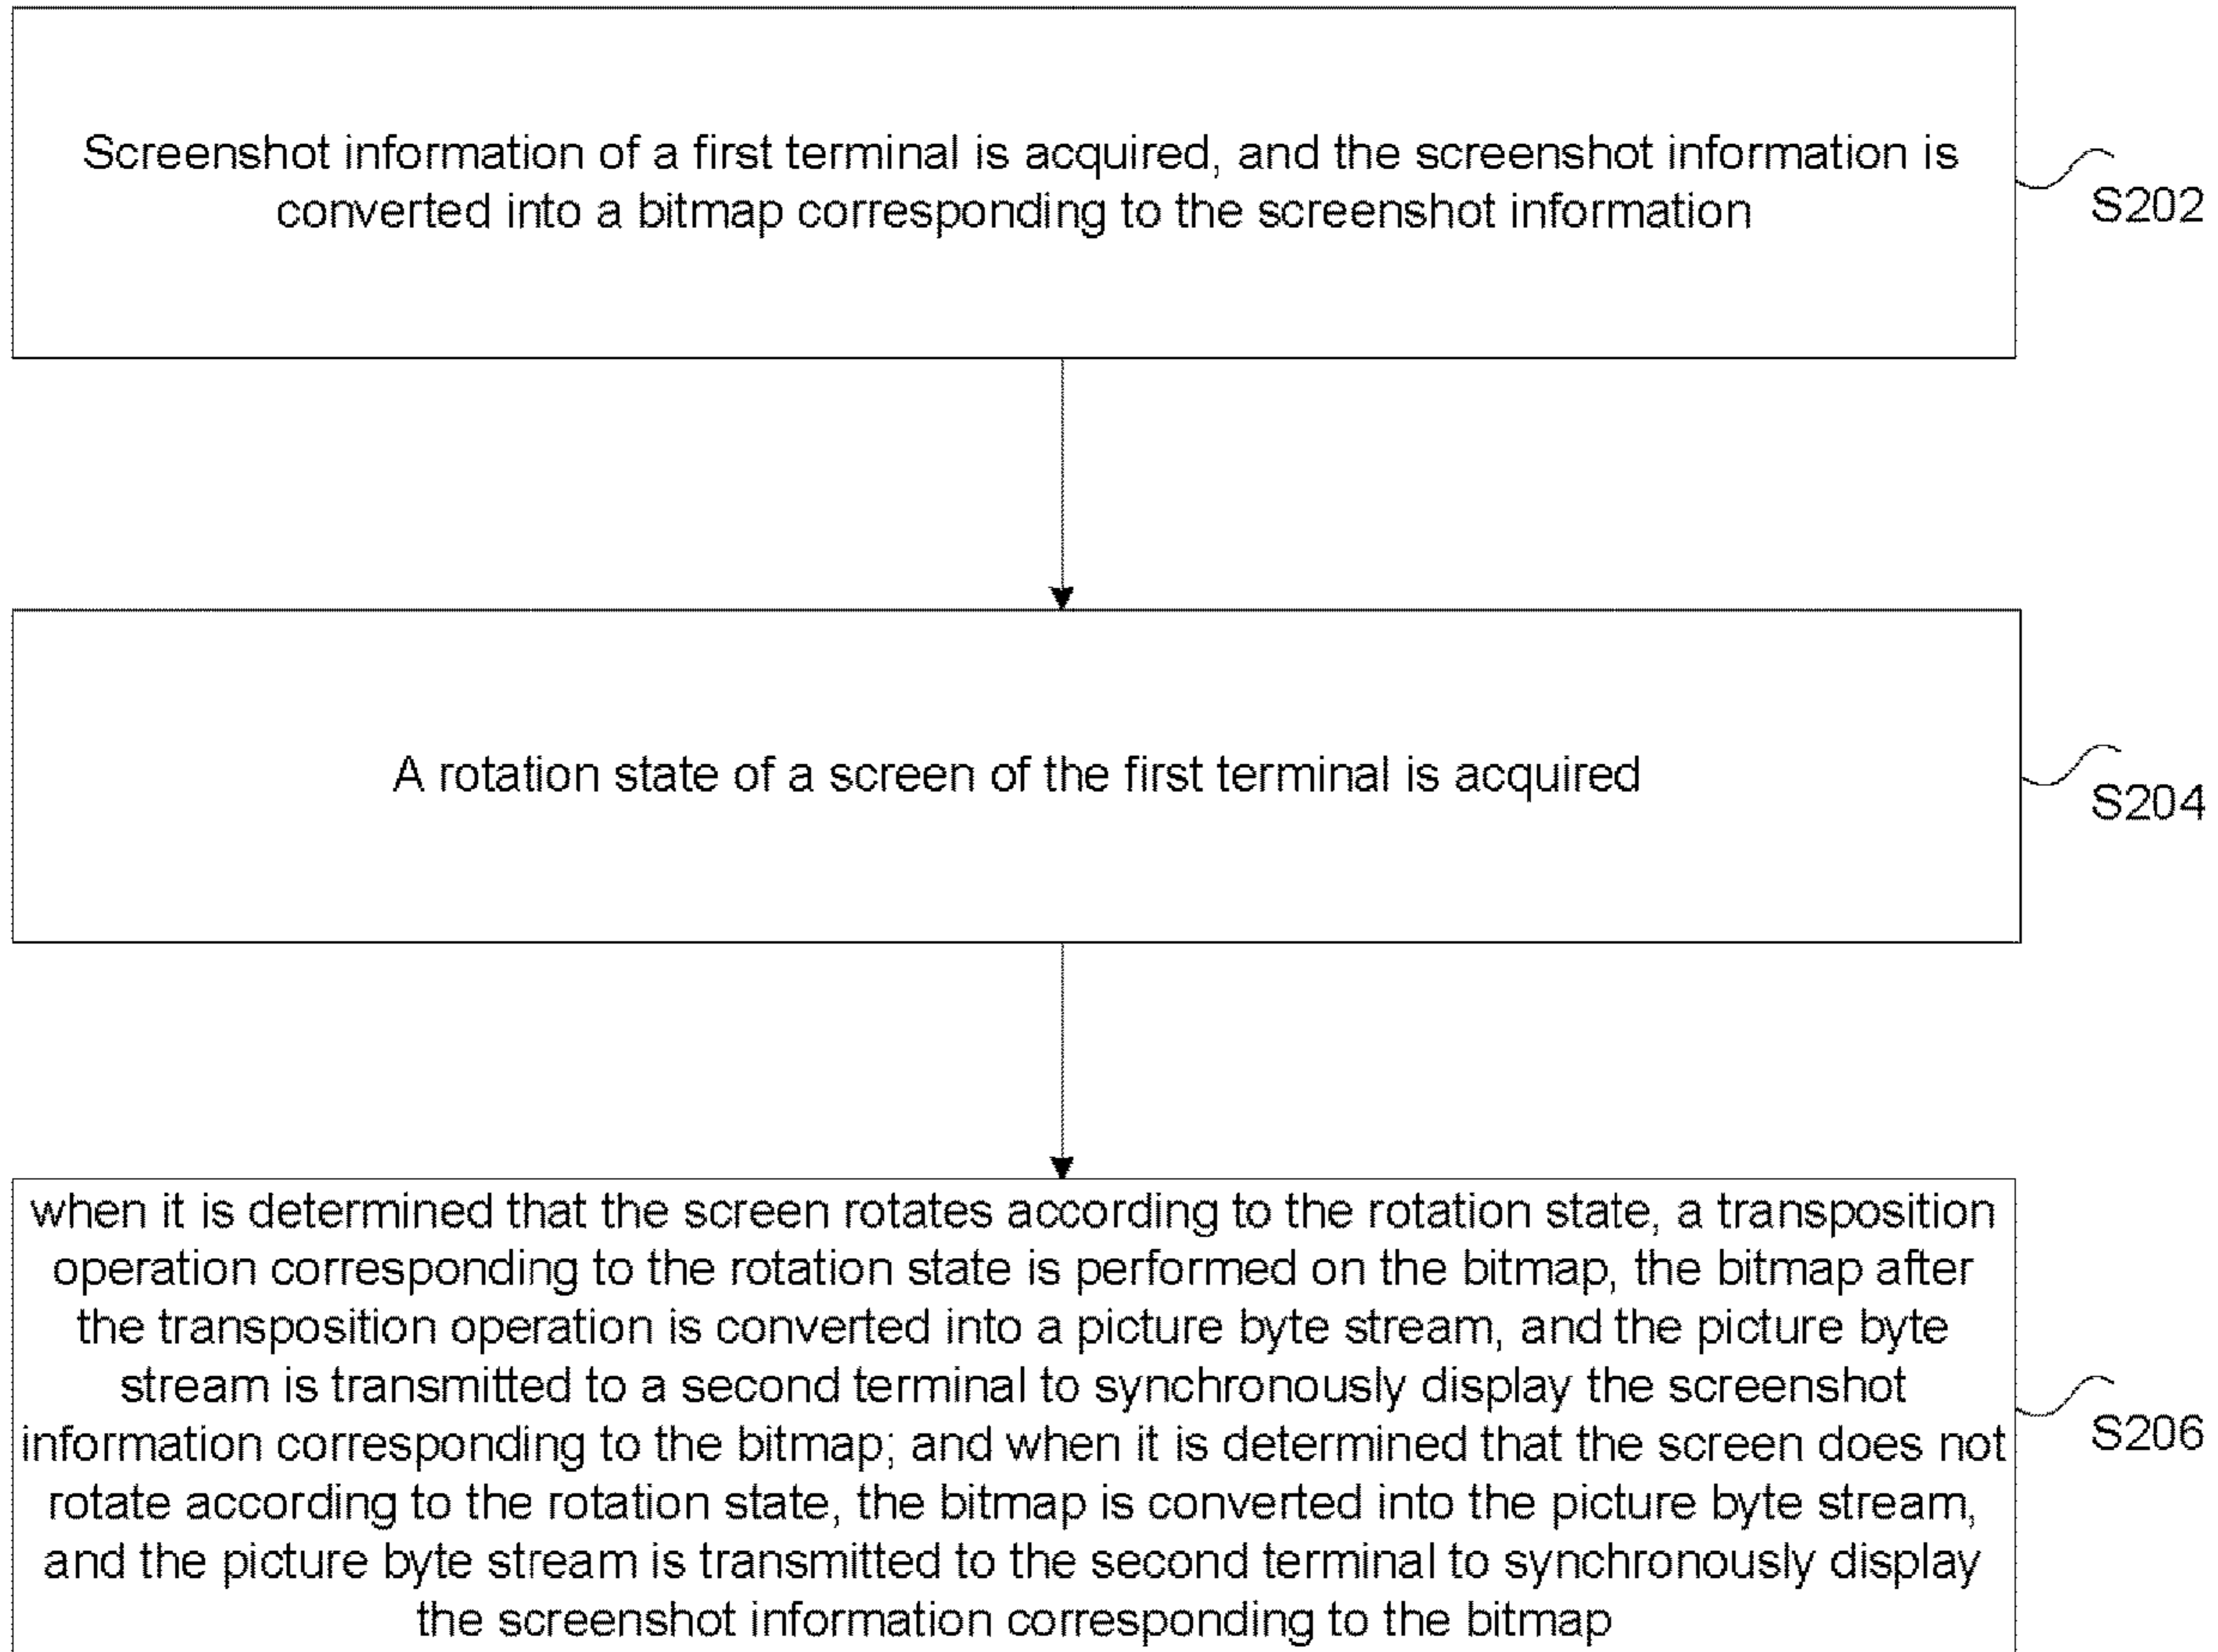 Screenshot information of a first terminal is acquired, and the screenshot information is
converted into a bitmap corresponding to the screenshot information
S202
A rotation state of a screen of the first terminal is acquired
S204
when it is determined that the screen rotates according to the rotation state, a transposition
operation corresponding to the rotation state is performed on the bitmap, the bitmap after
the transposition operation is converted into a picture byte stream, and the picture byte
stream is transmitted to a second terminal to synchronously display the screenshot
information corresponding to the bitmap; and when it is determined that the screen does not
rotate according to the rotation state, the bitmap is converted into the picture byte stream,
and the picture byte stream is transmitted to the second terminal to synchronously display
the screenshot information corresponding to the bitmap
S206